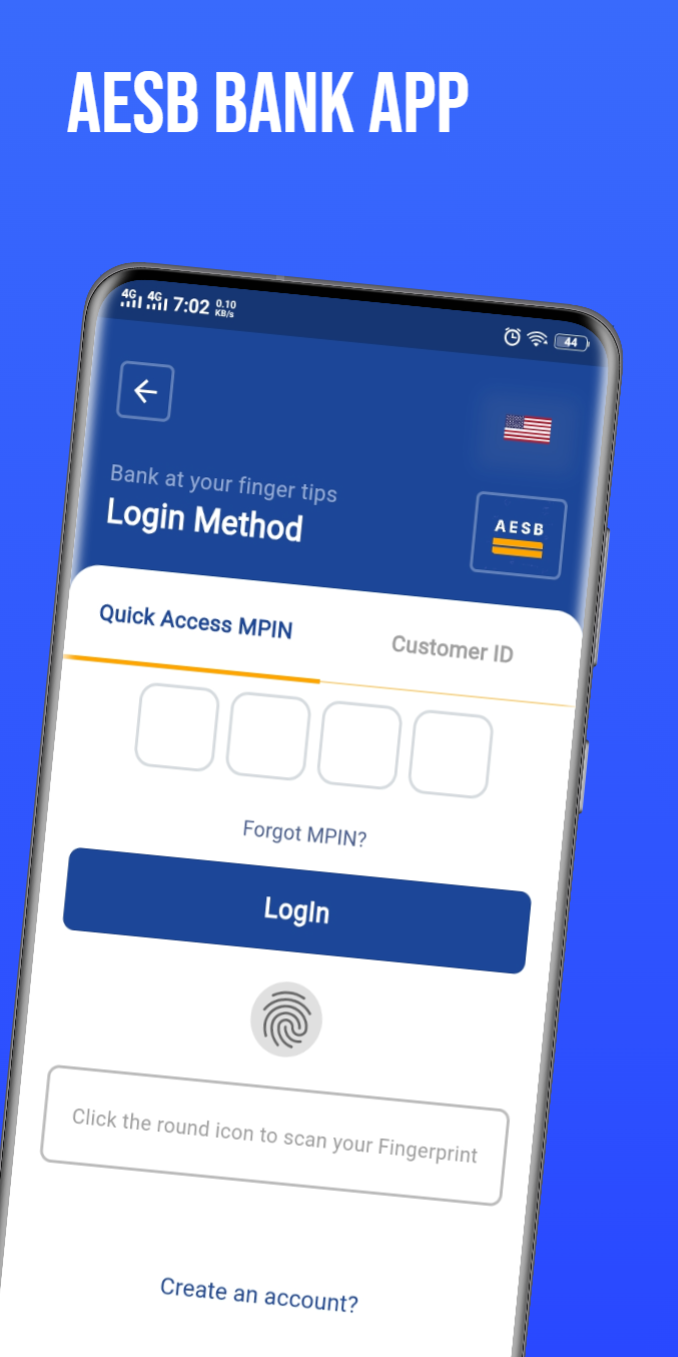 AESB BANK APP
4G 4G 7:02 0.10 KB/s
44
Bank at your finger tips
Login Method
AESB
Quick Access MPIN
Customer ID
Forgot MPIN?
LogIn
Click the round icon to scan your Fingerprint
Create an account?